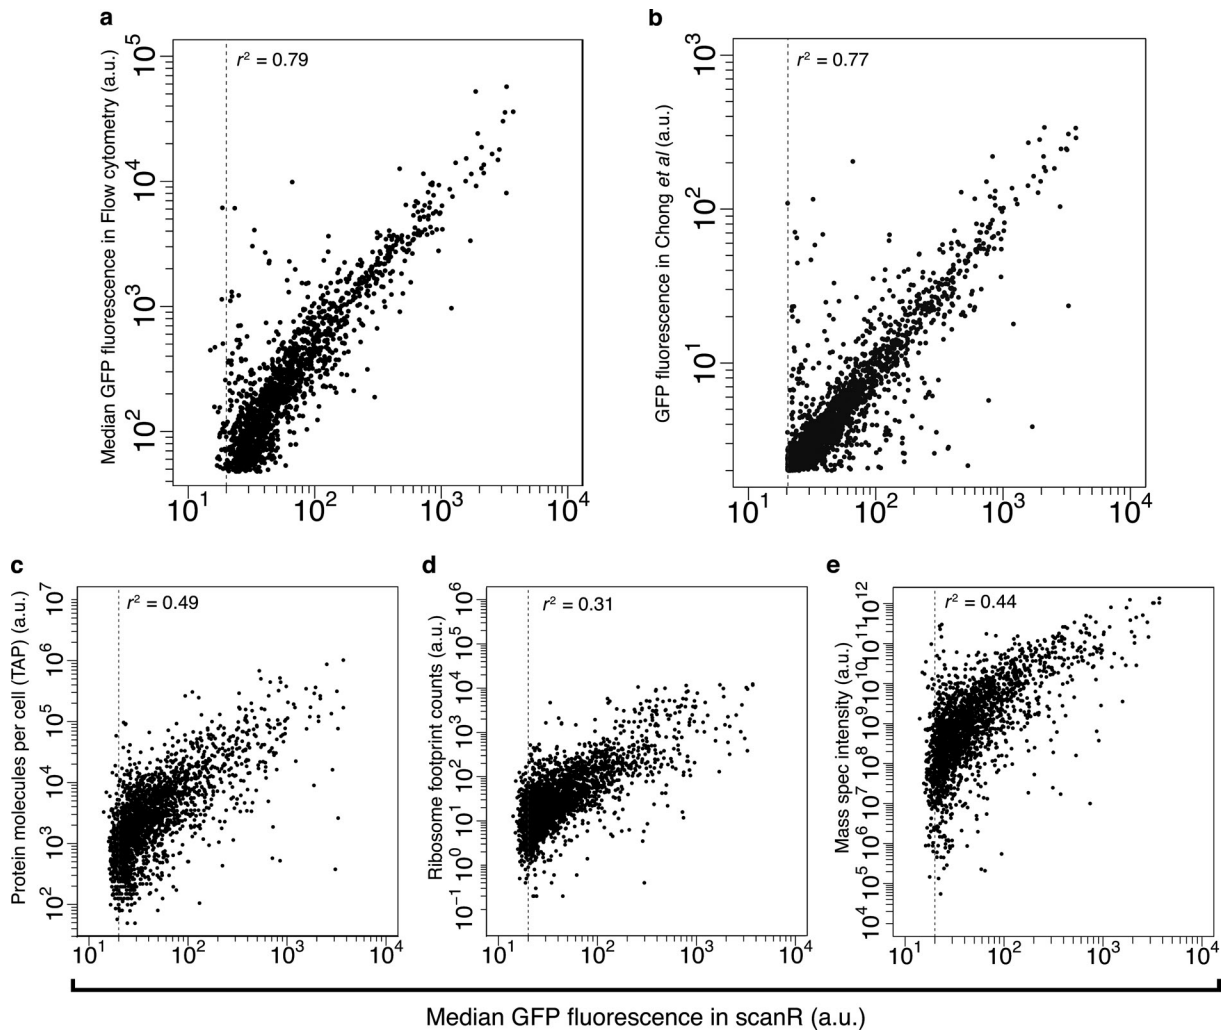 a
r² = 0.79
Median GFP fluorescence in Flow cytometry (a.u.)
10⁵
10⁴
10³
10²
10¹ 10² 10³ 10⁴
b
r² = 0.77
GFP fluorescence in Chong et al (a.u.)
10³
10²
10¹
10¹ 10² 10³ 10⁴
c
r² = 0.49
Protein molecules per cell (TAP) (a.u.)
10⁷
10⁶
10⁵
10⁴
10³
10²
10¹ 10² 10³ 10⁴
d
r² = 0.31
Ribosome footprint counts (a.u.)
10⁶
10⁵
10⁴
10³
10²
10¹
10⁰
10⁻¹
10¹ 10² 10³ 10⁴
e
r² = 0.44
Mass spec intensity (a.u.)
10¹²
10¹¹
10¹⁰
10⁹
10⁸
10⁷
10⁶
10⁵
10⁴
10¹ 10² 10³ 10⁴
Median GFP fluorescence in scanR (a.u.)